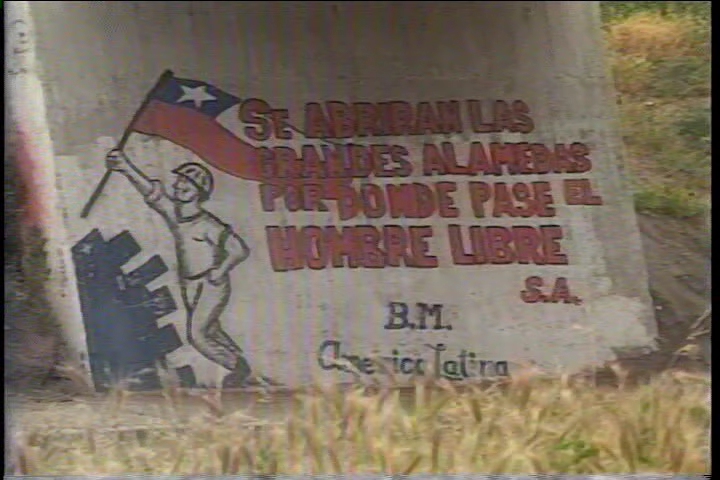 SE ABRIRAN LAS
GRANDES ALAMEDAS
POR DONDE PASE EL
HOMBRE LIBRE
S.A.
B.M.
America Latina